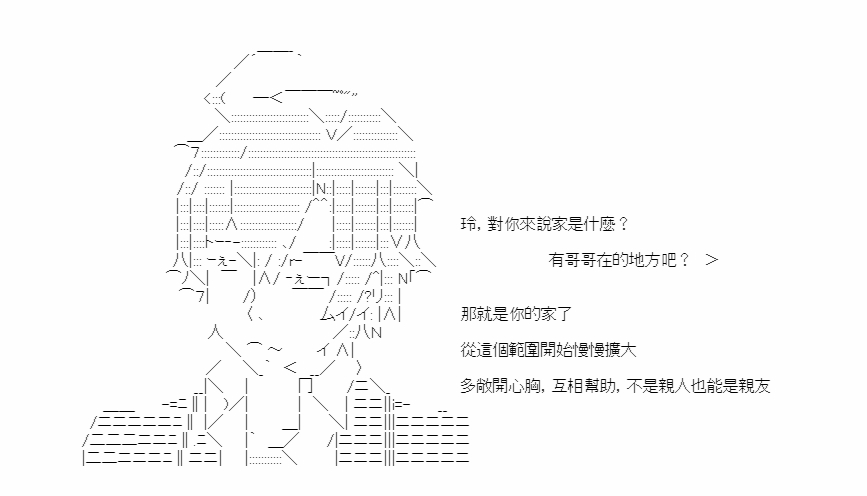 玲，對你來說家是什麼？
有哥哥在的地方吧？ ＞
那就是你的家了
從這個範圍開始慢慢擴大
多敞開心胸，互相幫助，不是親人也能是親友